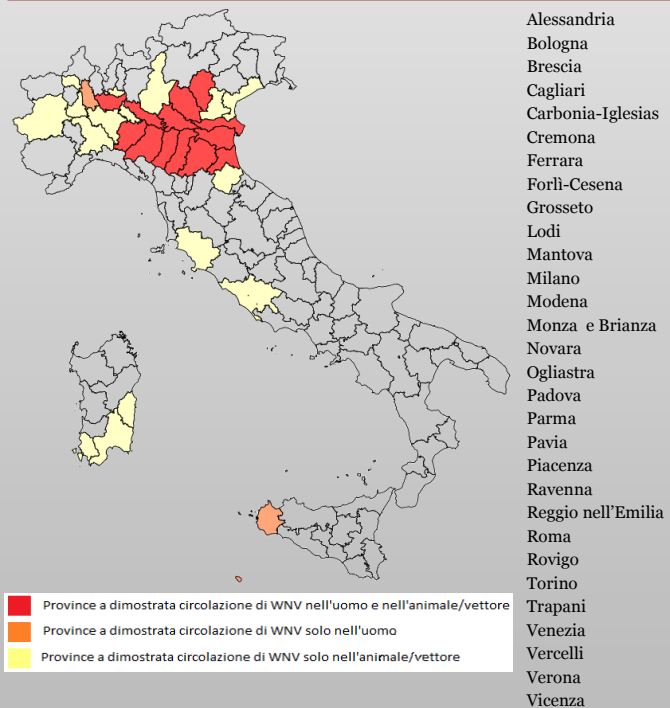 Alessandria
Bologna
Brescia
Cagliari
Carbonia-Iglesias
Cremona
Ferrara
Forlì-Cesena
Grosseto
Lodi
Mantova
Milano
Modena
Monza e Brianza
Novara
Ogliastra
Padova
Parma
Pavia
Piacenza
Ravenna
Reggio nell'Emilia
Roma
Rovigo
Torino
Trapani
Venezia
Vercelli
Verona
Vicenza
Province a dimostrata circolazione di WNV nell'uomo e nell'animale/vettore
Province a dimostrata circolazione di WNV solo nell'uomo
Province a dimostrata circolazione di WNV solo nell'animale/vettore